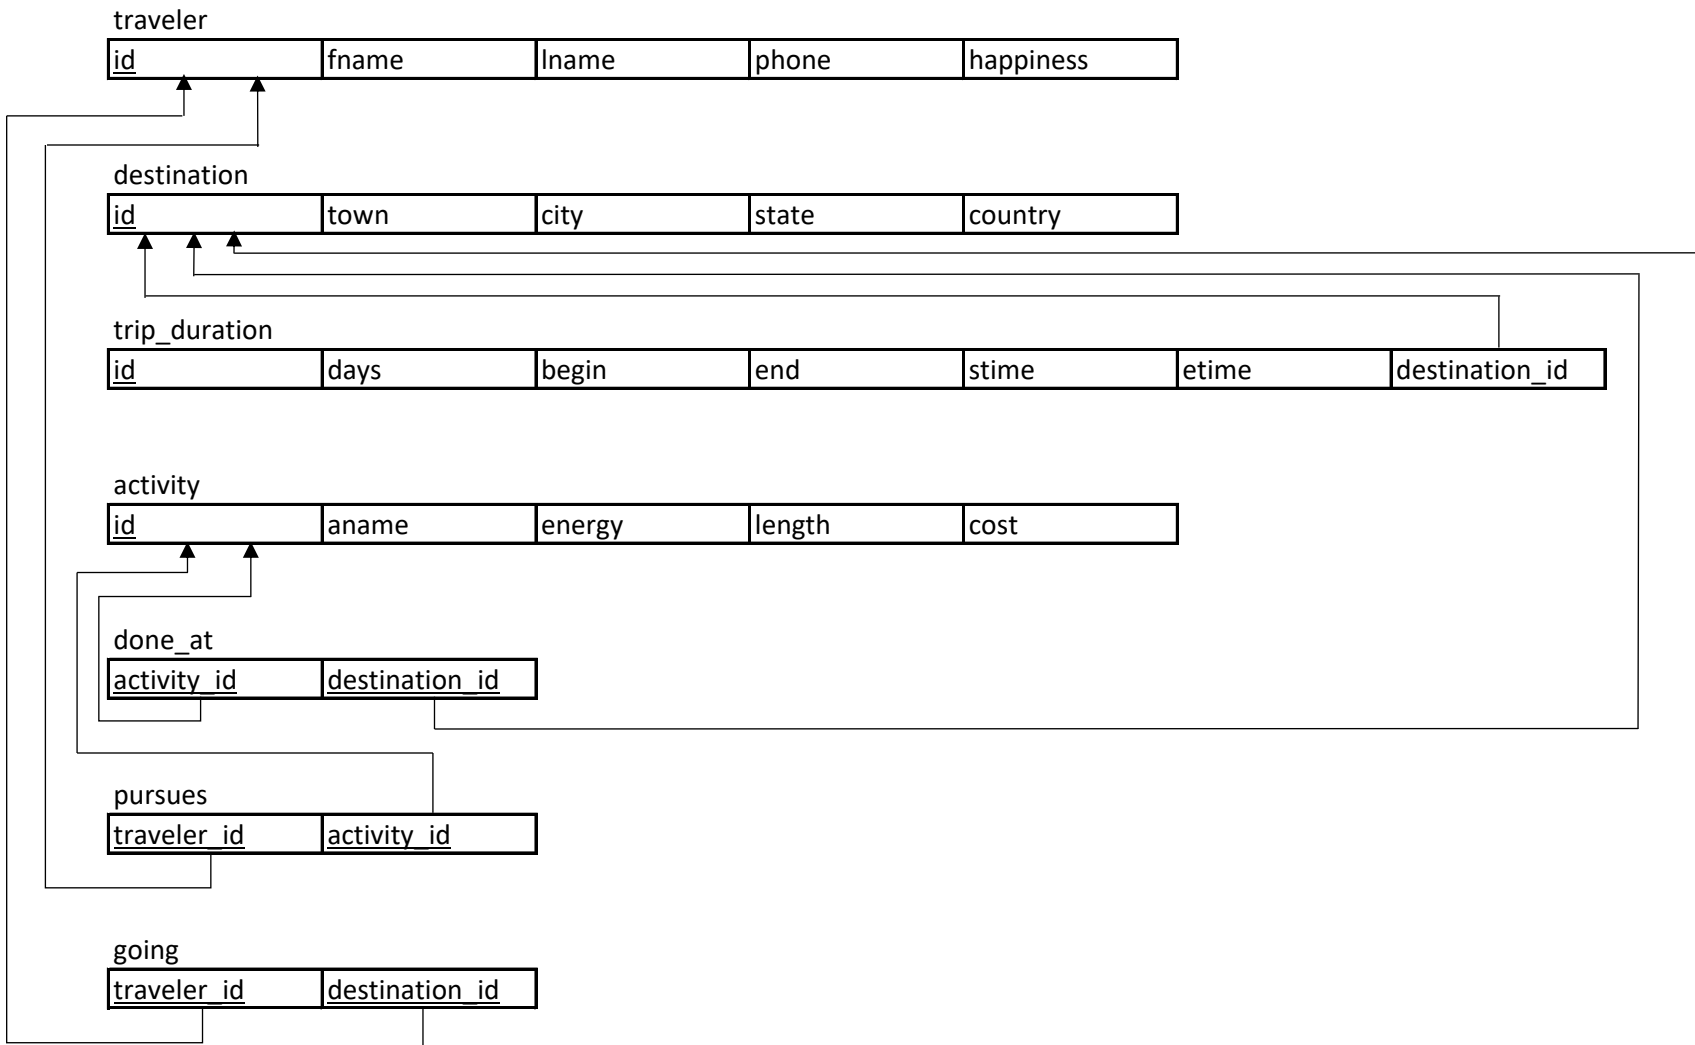 traveler
id fname lname phone happiness
destination
id town city state country
trip_duration
id days begin end stime etime destination_id
activity
id aname energy length cost
done_at
activity_id destination_id
pursues
traveler_id activity_id
going
traveler_id destination_id